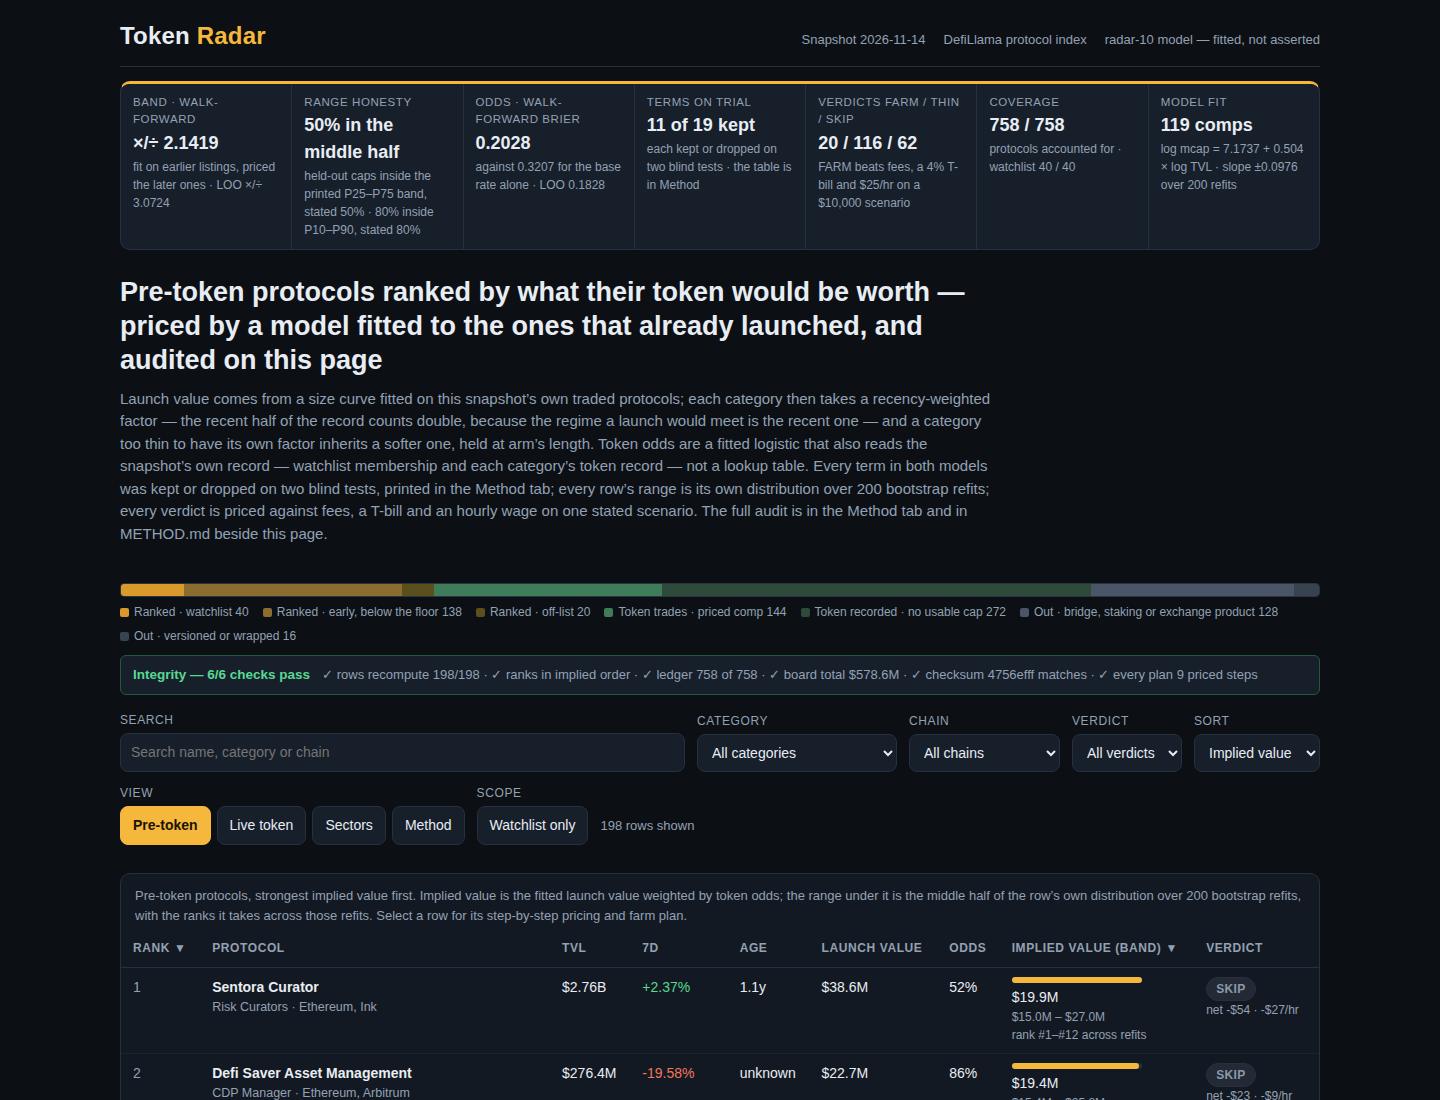 Token Radar
Snapshot 2026-11-14 DefiLlama protocol index radar-10 model — fitted, not asserted
BAND · WALK-
FORWARD
×/÷ 2.1419
fit on earlier listings, priced
the later ones · LOO ×/÷
3.0724
RANGE HONESTY
50% in the
middle half
held-out caps inside the
printed P25–P75 band,
stated 50% · 80% inside
P10–P90, stated 80%
ODDS · WALK-
FORWARD BRIER
0.2028
against 0.3207 for the base
rate alone · LOO 0.1828
TERMS ON TRIAL
11 of 19 kept
each kept or dropped on
two blind tests · the table is
in Method
VERDICTS FARM / THIN
/ SKIP
20 / 116 / 62
FARM beats fees, a 4% T-
bill and $25/hr on a
$10,000 scenario
COVERAGE
758 / 758
protocols accounted for ·
watchlist 40 / 40
MODEL FIT
119 comps
log mcap = 7.1737 + 0.504
× log TVL · slope ±0.0976
over 200 refits
Pre-token protocols ranked by what their token would be worth —
priced by a model fitted to the ones that already launched, and
audited on this page
Launch value comes from a size curve fitted on this snapshot's own traded protocols; each category then takes a recency-weighted
factor — the recent half of the record counts double, because the regime a launch would meet is the recent one — and a category
too thin to have its own factor inherits a softer one, held at arm's length. Token odds are a fitted logistic that also reads the
snapshot's own record — watchlist membership and each category's token record — not a lookup table. Every term in both models
was kept or dropped on two blind tests, printed in the Method tab; every row's range is its own distribution over 200 bootstrap refits;
every verdict is priced against fees, a T-bill and an hourly wage on one stated scenario. The full audit is in the Method tab and in
METHOD.md beside this page.
Ranked · watchlist 40 Ranked · early, below the floor 138 Ranked · off-list 20 Token trades · priced comp 144 Token recorded · no usable cap 272 Out · bridge, staking or exchange product 128
Out · versioned or wrapped 16
Integrity — 6/6 checks pass ✓ rows recompute 198/198 · ✓ ranks in implied order · ✓ ledger 758 of 758 · ✓ board total $578.6M · ✓ checksum 4756efff matches · ✓ every plan 9 priced steps
SEARCH CATEGORY CHAIN VERDICT SORT
Search name, category or chain All categories All chains All verdicts Implied value
VIEW SCOPE
Pre-token Live token Sectors Method Watchlist only 198 rows shown
Pre-token protocols, strongest implied value first. Implied value is the fitted launch value weighted by token odds; the range under it is the middle half of the row's own distribution over 200 bootstrap refits,
with the ranks it takes across those refits. Select a row for its step-by-step pricing and farm plan.
RANK ▼ PROTOCOL TVL 7D AGE LAUNCH VALUE ODDS IMPLIED VALUE (BAND) ▼ VERDICT
1 Sentora Curator $2.76B +2.37% 1.1y $38.6M 52% $19.9M SKIP
Risk Curators · Ethereum, Ink $15.0M – $27.0M net -$54 · -$27/hr
rank #1–#12 across refits
2 Defi Saver Asset Management $276.4M -19.58% unknown $22.7M 86% $19.4M SKIP
CDP Manager · Ethereum, Arbitrum net -$23 · -$9/hr